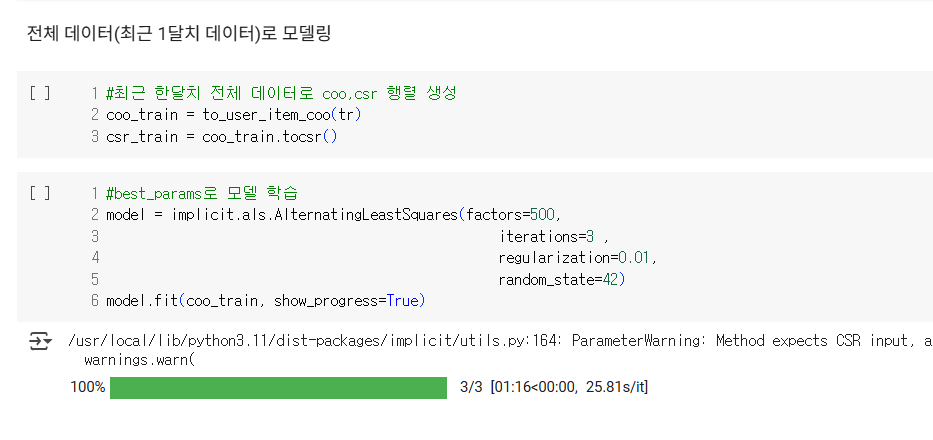 전체 데이터(최근 1달치 데이터)로 모델링
[ ] 1 #최근 한달치 전체 데이터로 coo,csr 행렬 생성
2 coo_train = to_user_item_coo(tr)
3 csr_train = coo_train.tocsr()
[ ] 1 #best_params로 모델 학습
2 model = implicit.als.AlternatingLeastSquares(factors=500,
3 iterations=3 ,
4 regularization=0.01,
5 random_state=42)
6 model.fit(coo_train, show_progress=True)
/usr/local/lib/python3.11/dist-packages/implicit/utils.py:164: ParameterWarning: Method expects CSR input, a
warnings.warn(
100% 3/3 [01:16<00:00, 25.81s/it]